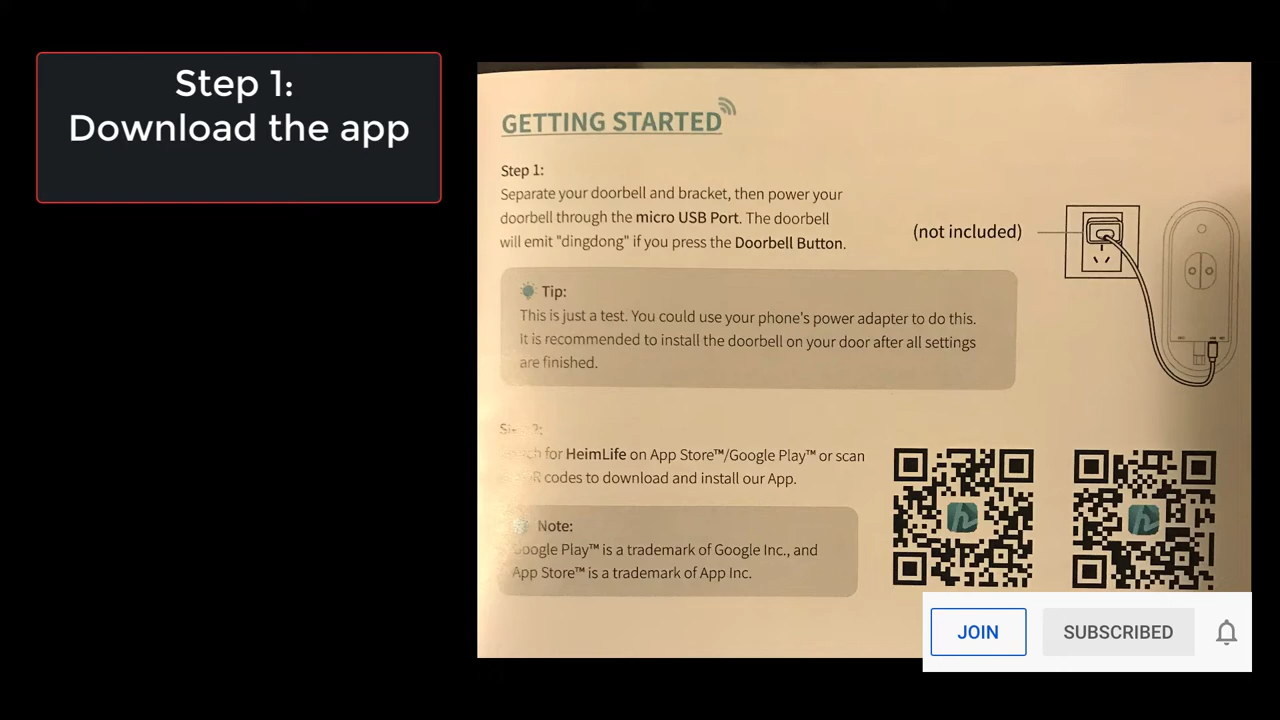 Step 1:
Download the app
GETTING STARTED
Step 1:
Separate your doorbell and bracket, then power your
doorbell through the micro USB Port. The doorbell
will emit "dingdong" if you press the Doorbell Button.
(not included)
Tip:
This is just a test. You could use your phone's power adapter to do this.
It is recommended to install the doorbell on your door after all settings
are finished.
for HeimLife on App Store™/Google Play™ or scan
codes to download and install our App.
Note:
Google Play™ is a trademark of Google Inc., and
App Store™ is a trademark of App Inc.
JOIN
SUBSCRIBED